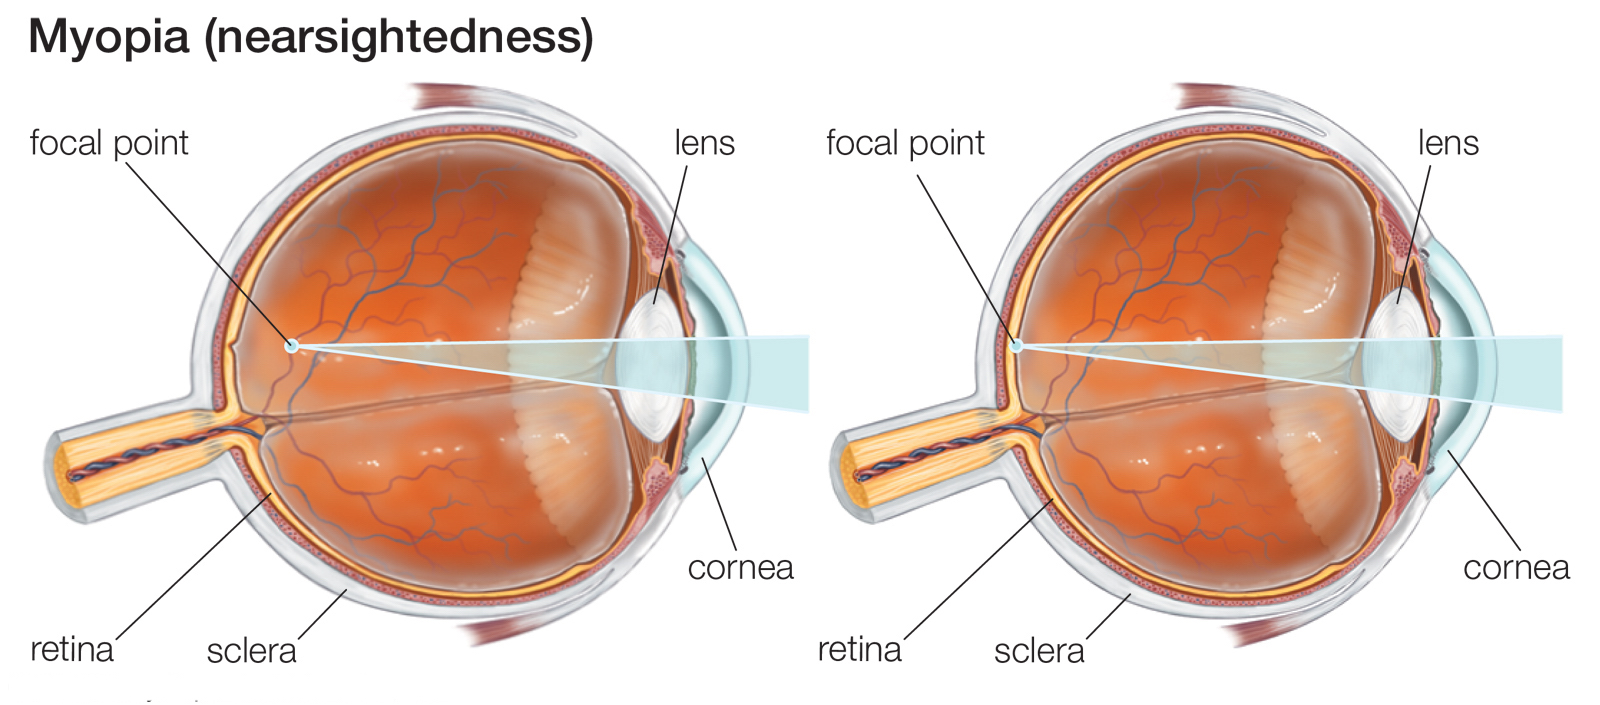 Myopia (nearsightedness)
focal point
lens
focal point
lens
cornea
cornea
retina
sclera
retina
sclera